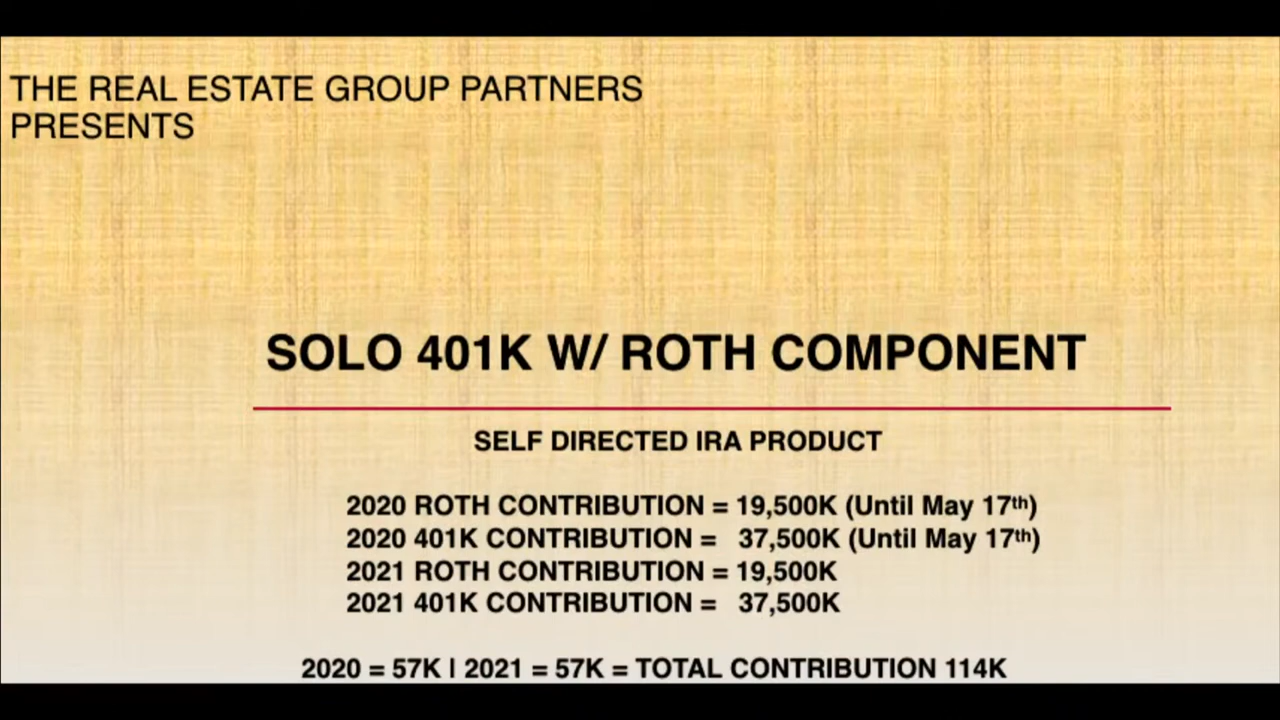 THE REAL ESTATE GROUP PARTNERS
PRESENTS
SOLO 401K W/ ROTH COMPONENT
SELF DIRECTED IRA PRODUCT
2020 ROTH CONTRIBUTION = 19,500K (Until May 17th)
2020 401K CONTRIBUTION = 37,500K (Until May 17th)
2021 ROTH CONTRIBUTION = 19,500K
2021 401K CONTRIBUTION = 37,500K
2020 = 57K | 2021 = 57K = TOTAL CONTRIBUTION 114K